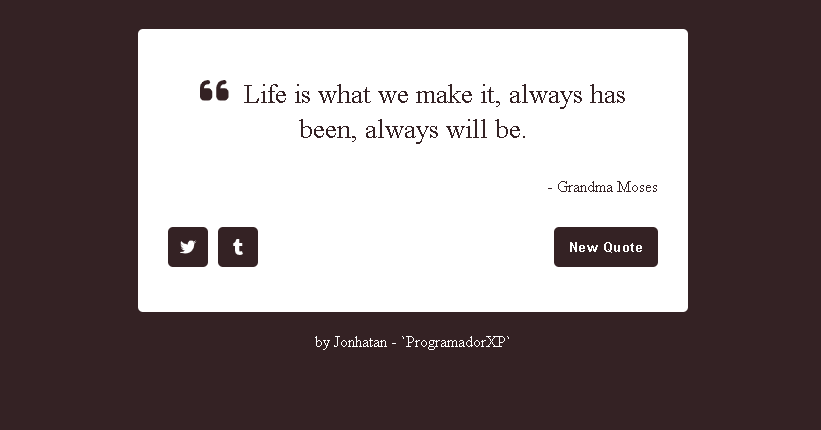 Life is what we make it, always has
been, always will be.
- Grandma Moses
New Quote
by Jonhatan - `ProgramadorXP`